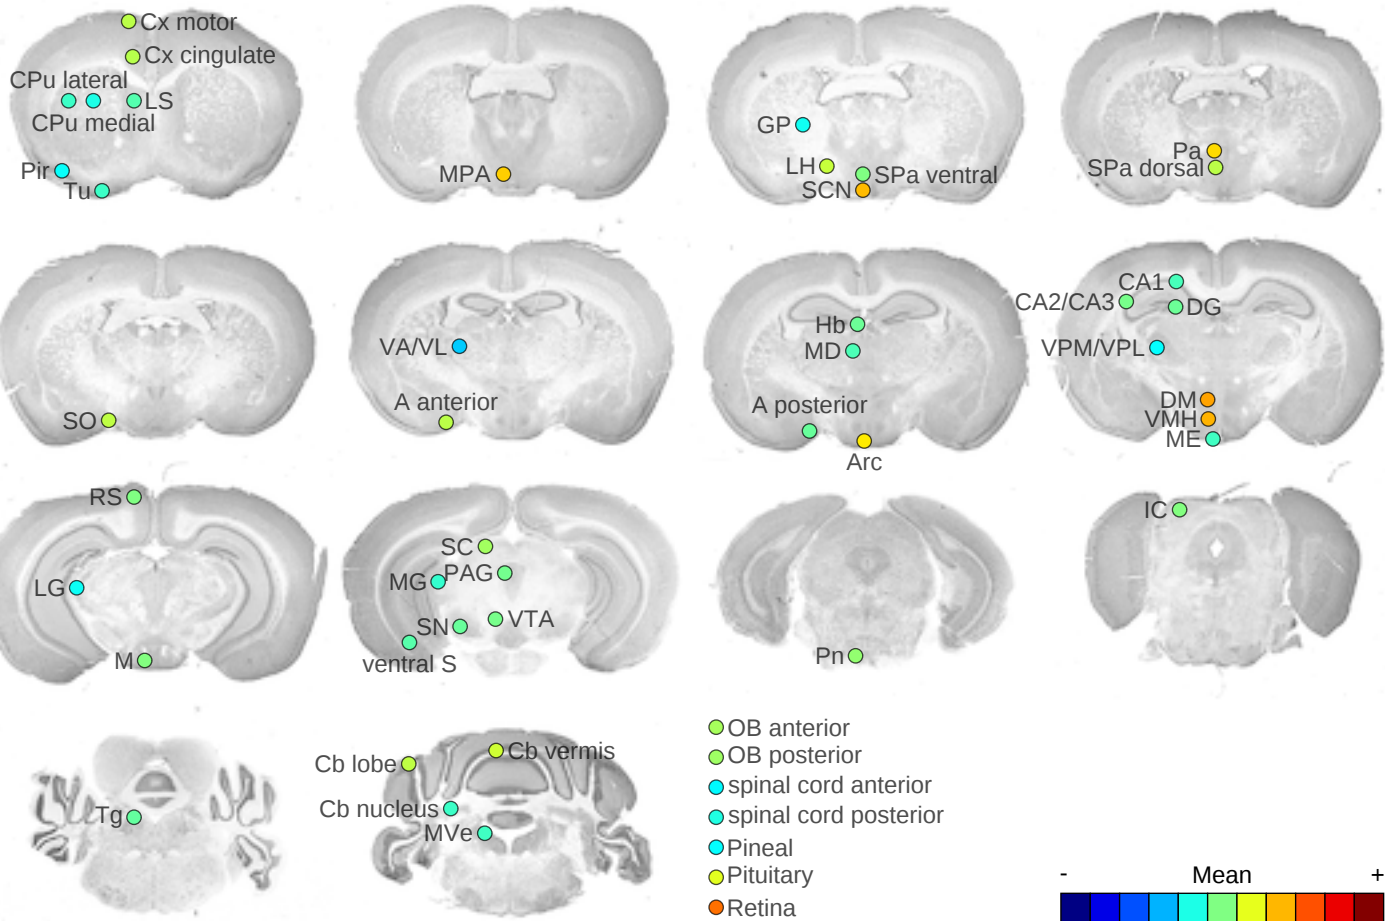 Cx motor
Cx cingulate
CPu lateral
LS
CPu medial
Pir
Tu
MPA
GP
LH
SPa ventral
SCN
Pa
SPa dorsal
SO
VA/VL
A anterior
Hb
MD
A posterior
Arc
CA1
CA2/CA3
DG
VPM/VPL
DM
VMH
ME
RS
LG
M
SC
MG
PAG
SN
VTA
ventral S
Pn
IC
Tg
Cb lobe
Cb vermis
Cb nucleus
MVe
OB anterior
OB posterior
spinal cord anterior
spinal cord posterior
Pineal
Pituitary
Retina
- Mean +